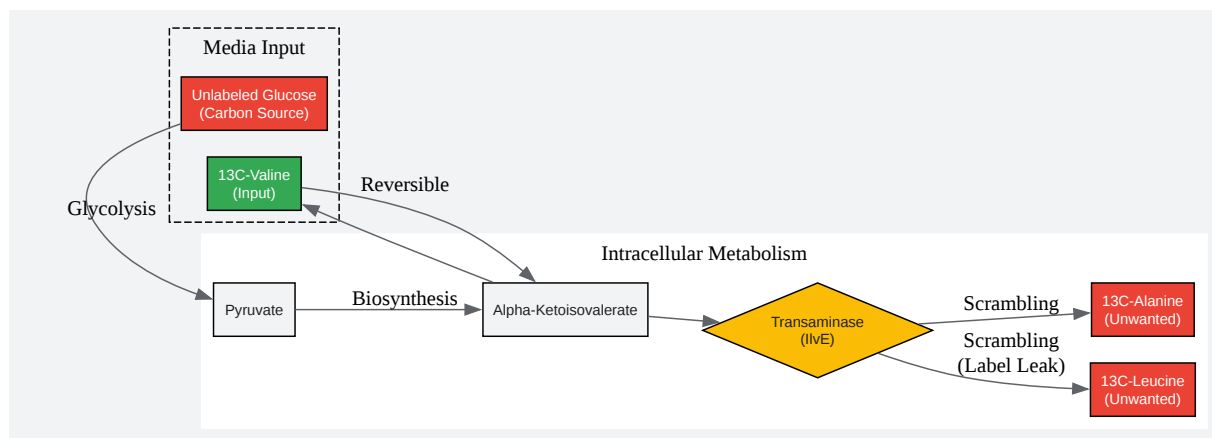 Media Input
Unlabeled Glucose
(Carbon Source)
13C-Valine
(Input)
Reversible
Glycolysis
Intracellular Metabolism
Pyruvate
Biosynthesis
Alpha-Ketoisovalerate
Transaminase
(IlvE)
Scrambling
13C-Alanine
(Unwanted)
Scrambling
(Label Leak)
13C-Leucine
(Unwanted)